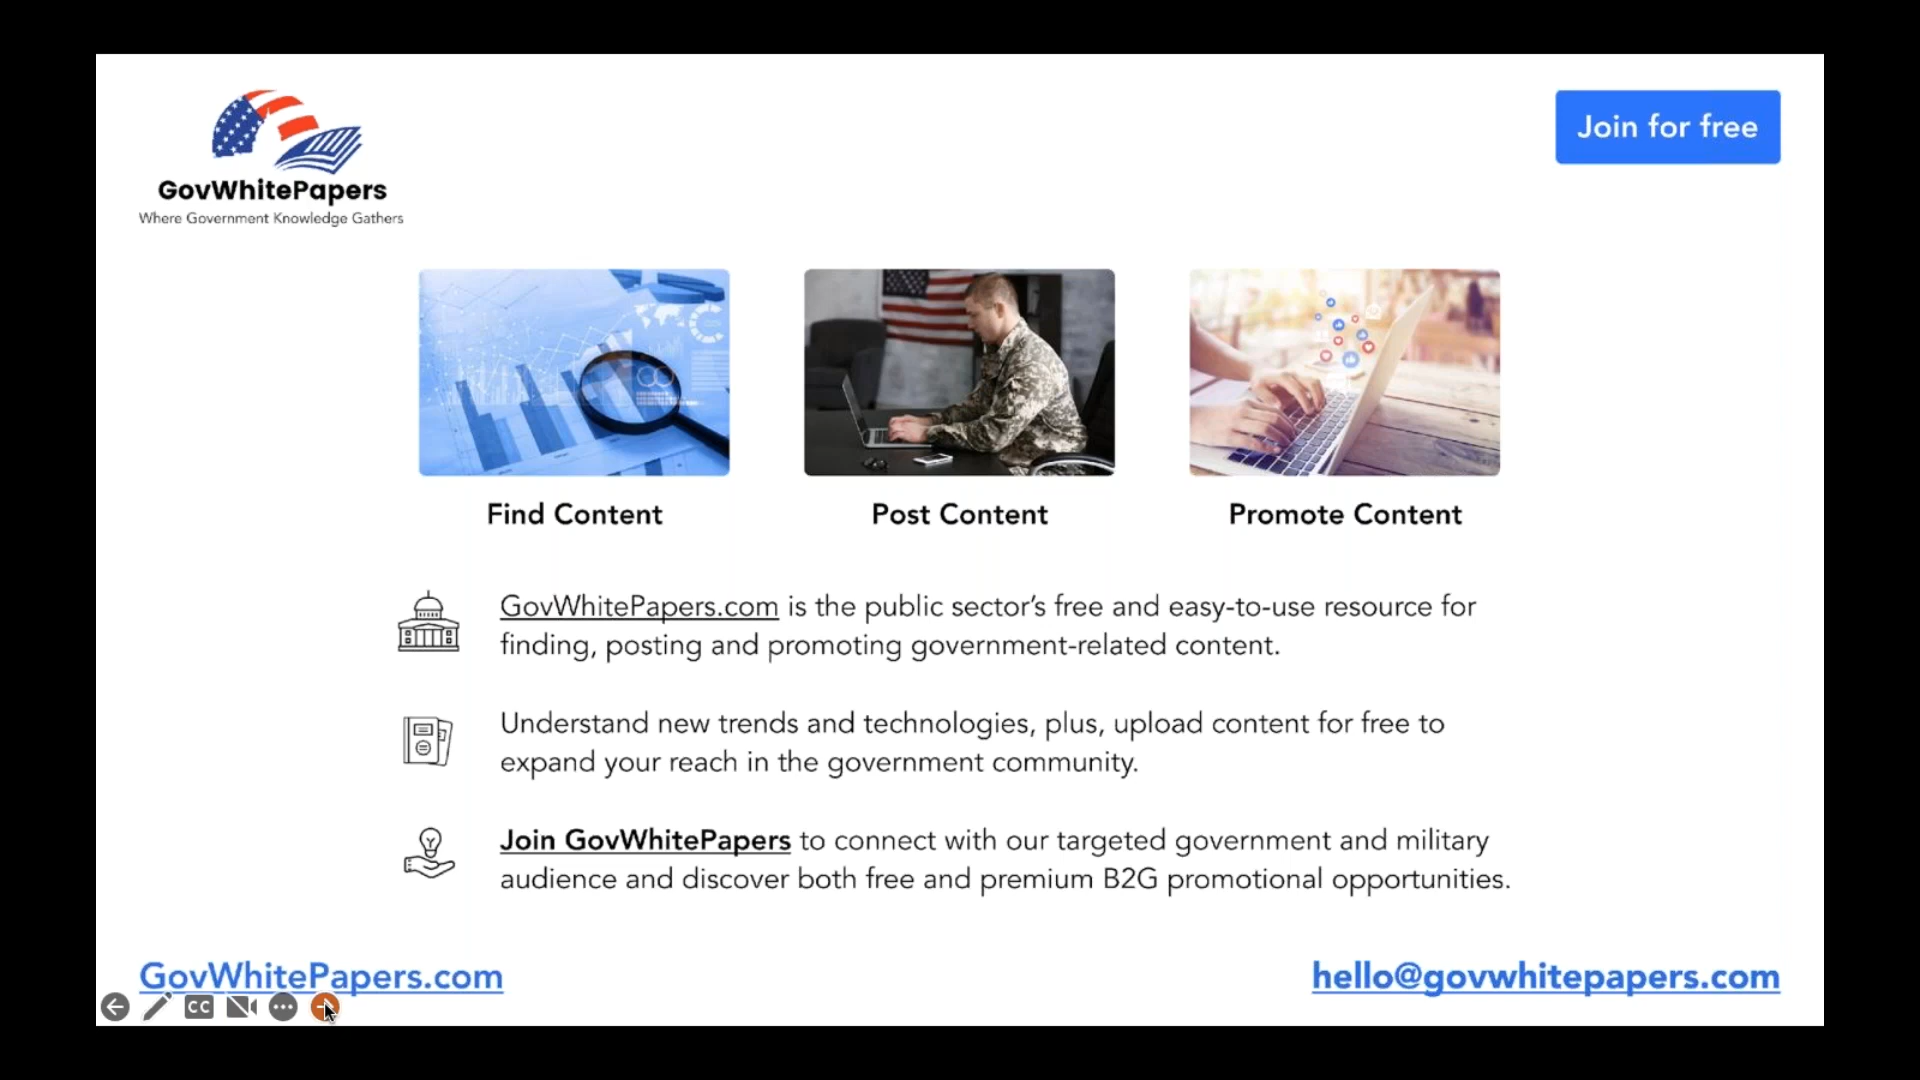 GovWhitePapers
Where Government Knowledge Gathers
Join for free
Find Content
Post Content
Promote Content
GovWhitePapers.com is the public sector’s free and easy-to-use resource for
finding, posting and promoting government-related content.
Understand new trends and technologies, plus, upload content for free to
expand your reach in the government community.
Join GovWhitePapers to connect with our targeted government and military
audience and discover both free and premium B2G promotional opportunities.
GovWhitePapers.com
hello@govwhitepapers.com
CC